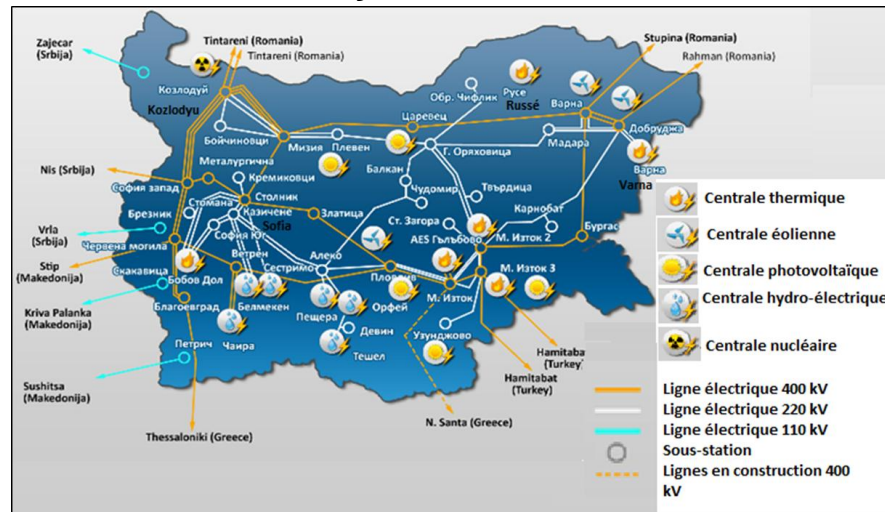 Zajecar
(Srbija)
Tintareni (Romania)
Tintareni (Romania)
Stupina (Romania)
Rahman (Romania)
Козлодуй
Kozlodyu
Обр. Чифлик
Русе
Russé
Варна
Царевец
Добруджа
Бойчиновци
Мизия
Плевен
Г. Оряховица
Мадара
Варна
Varna
Металургична
Nis (Srbija)
Кремиковци
Балкан
София запад
Столник
Чудомир
Твърдица
Стомана
Брезник
Казичене
Sofia
Златица
Ст. Загора
Карнобат
Vrla
(Srbija)
София Юг
AES Гълъбово
М. Изток 2
Бургас
Червена могила
Ветрен
Алеко
Stip
(Makedonija)
Скакавица
Бобов Дол
Сестримо
Пловдив
М. Изток 3
Белмекен
Орфей
М. Изток
Благоевград
Пещера
Kriva Palanka
(Makedonija)
Чаира
Девин
Узунджово
Петрич
Тешел
Hamitabat
(Turkey)
Hamitabat
(Turkey)
Sushitsa
(Makedonija)
N. Santa (Greece)
Thessaloniki (Greece)
Centrale thermique
Centrale éolienne
Centrale photovoltaïque
Centrale hydro-électrique
Centrale nucléaire
Ligne électrique 400 kV
Ligne électrique 220 kV
Ligne électrique 110 kV
Sous-station
Lignes en construction 400
kV